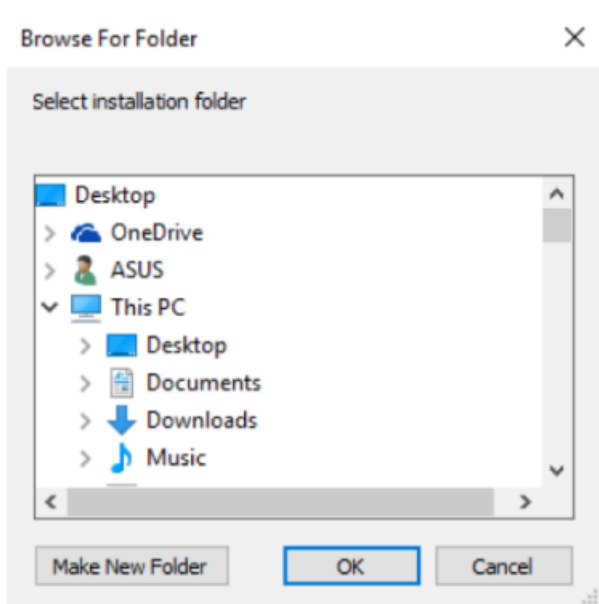 Browse For Folder
Select installation folder
Desktop
OneDrive
ASUS
This PC
Desktop
Documents
Downloads
Music
Make New Folder OK Cancel